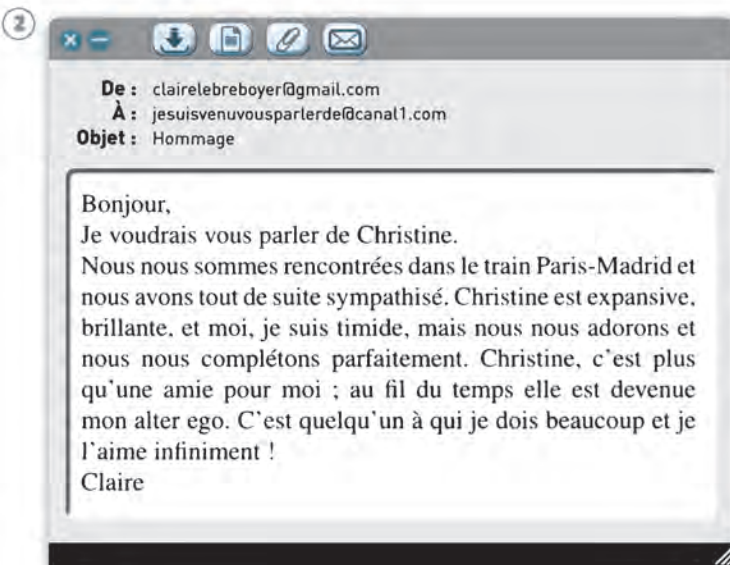 2
De : clairelebreboyer@gmail.com
À : jesuisvenuvousparlerde@canal1.com
Objet : Hommage
Bonjour,
Je voudrais vous parler de Christine.
Nous nous sommes rencontrées dans le train Paris-Madrid et
nous avons tout de suite sympathisé. Christine est expansive,
brillante, et moi, je suis timide, mais nous nous adorons et
nous nous complétons parfaitement. Christine, c'est plus
qu'une amie pour moi ; au fil du temps elle est devenue
mon alter ego. C'est quelqu'un à qui je dois beaucoup et je
l'aime infiniment !
Claire